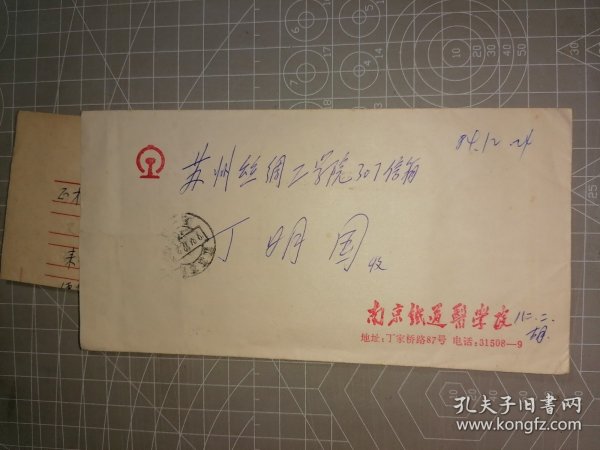 84.12.24
苏州丝绸工学院307信箱
丁明国 收
南京铁道医学校
地址:丁家桥路87号 电话:31508—9
孔夫子旧书网
www.kongfz.com